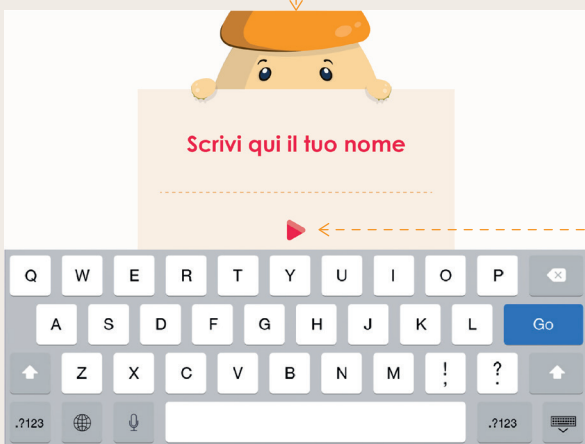 Scrivi qui il tuo nome
Q W E R T Y U I O P
A S D F G H J K L Go
Z X C V B N M ! , ? .
.?123 .?123